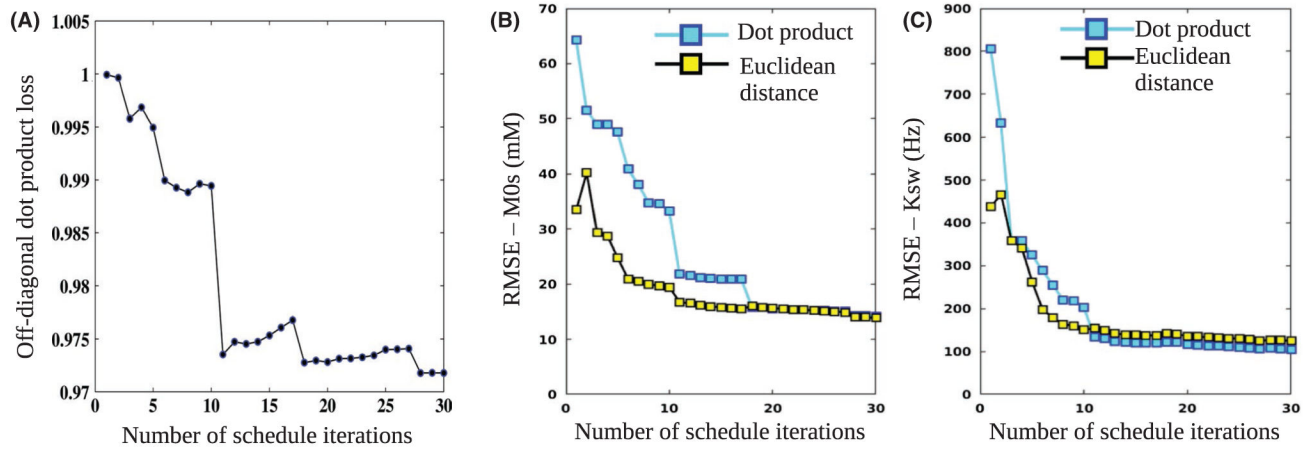 (A)
Off-diagonal dot product loss
1.005
1
0.995
0.99
0.985
0.98
0.975
0.97
0 5 10 15 20 25 30
Number of schedule iterations
(B)
RMSE – M0s (mM)
70
60
50
40
30
20
10
0
0 10 20 30
Number of schedule iterations
Dot product
Euclidean
distance
(C)
RMSE – Ksw (Hz)
900
800
700
600
500
400
300
200
100
0
0 10 20 30
Number of schedule iterations
Dot product
Euclidean
distance